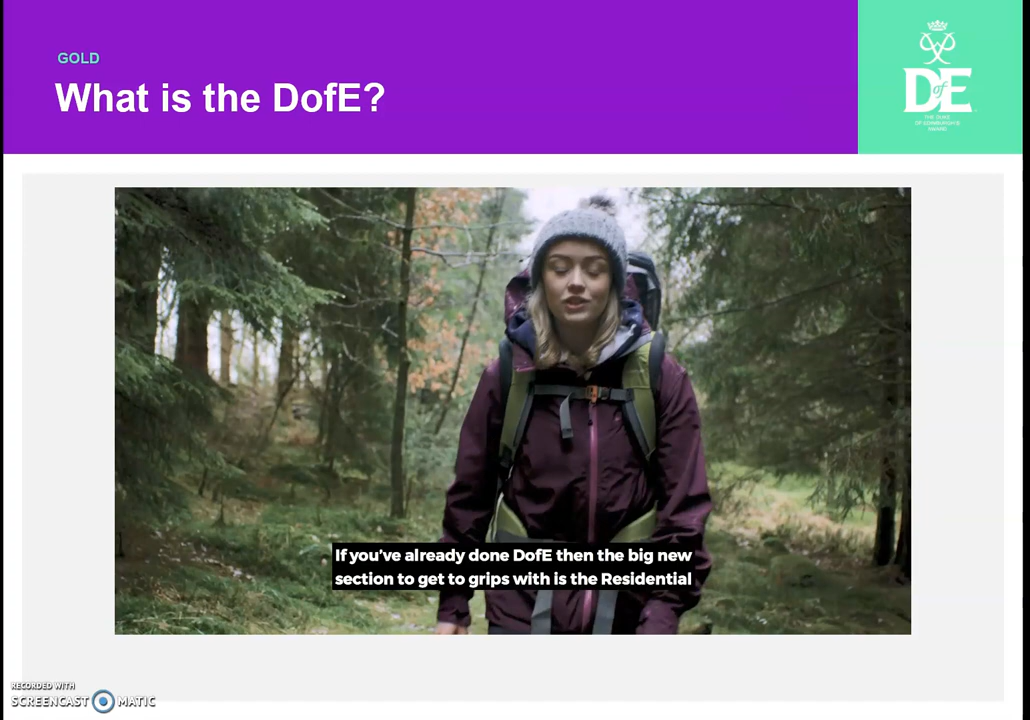 GOLD
What is the DofE?
DofE
THE DUKE
OF EDINBURGH'S
AWARD
If you've already done DofE then the big new
section to get to grips with is the Residential
RECORDED WITH
SCREENCAST MATIC